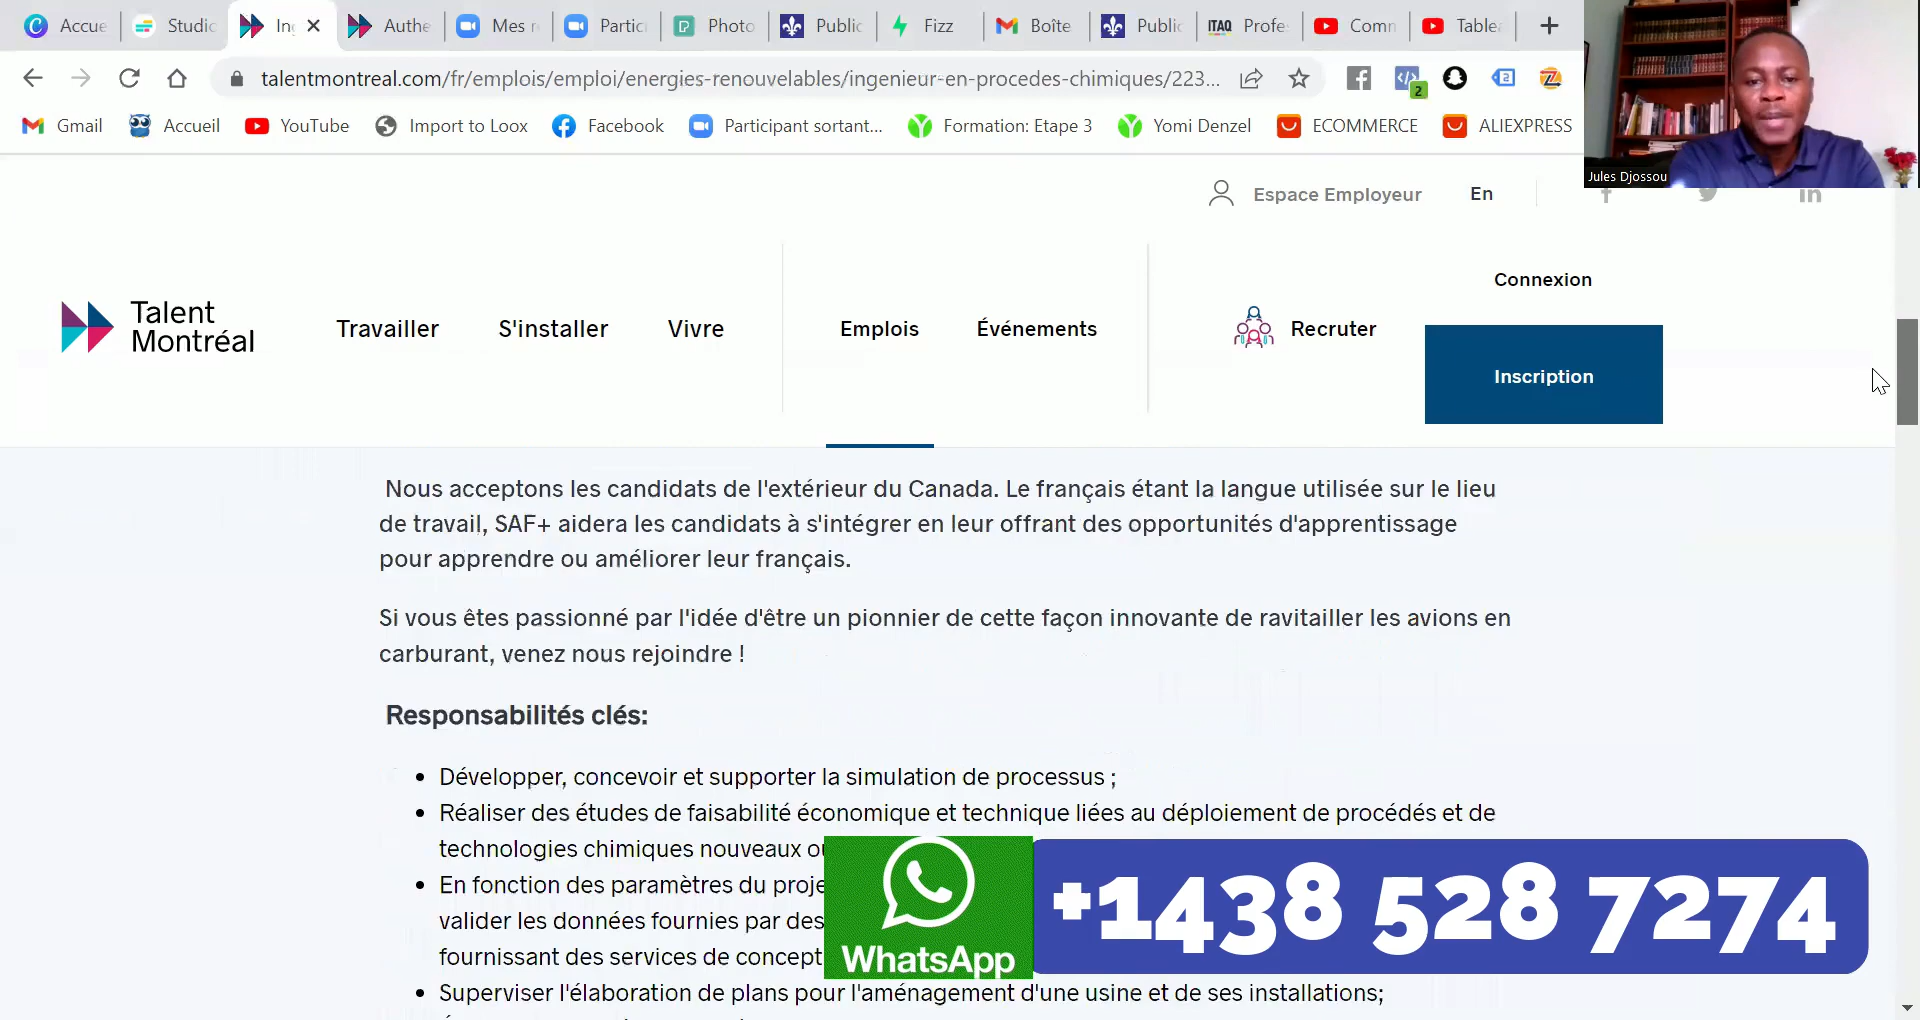 Accue
Studic
In
Authe
Mes r
Partic
Photo
Public
Fizz
Boîte
Public
ITAQ Profes
Comn
Table
talentmontreal.com/fr/emplois/emploi/energies-renouvelables/ingenieur-en-procedes-chimiques/223...
2
2
Gmail
Accueil
YouTube
Import to Loox
Facebook
Participant sortant...
Formation: Etape 3
Yomi Denzel
ECOMMERCE
ALIEXPRESS
Jules Djossou
Espace Employeur
En
Talent
Montréal
Travailler
S'installer
Vivre
Emplois
Événements
Recruter
Connexion
Inscription
Nous acceptons les candidats de l'extérieur du Canada. Le français étant la langue utilisée sur le lieu
de travail, SAF+ aidera les candidats à s'intégrer en leur offrant des opportunités d'apprentissage
pour apprendre ou améliorer leur français.
Si vous êtes passionné par l'idée d'être un pionnier de cette façon innovante de ravitailler les avions en
carburant, venez nous rejoindre !
Responsabilités clés:
Développer, concevoir et supporter la simulation de processus ;
Réaliser des études de faisabilité économique et technique liées au déploiement de procédés et de
technologies chimiques nouveaux ou
En fonction des paramètres du proje
valider les données fournies par des
fournissant des services de concept
Superviser l'élaboration de plans pour l'aménagement d'une usine et de ses installations;
WhatsApp
+1438 528 7274